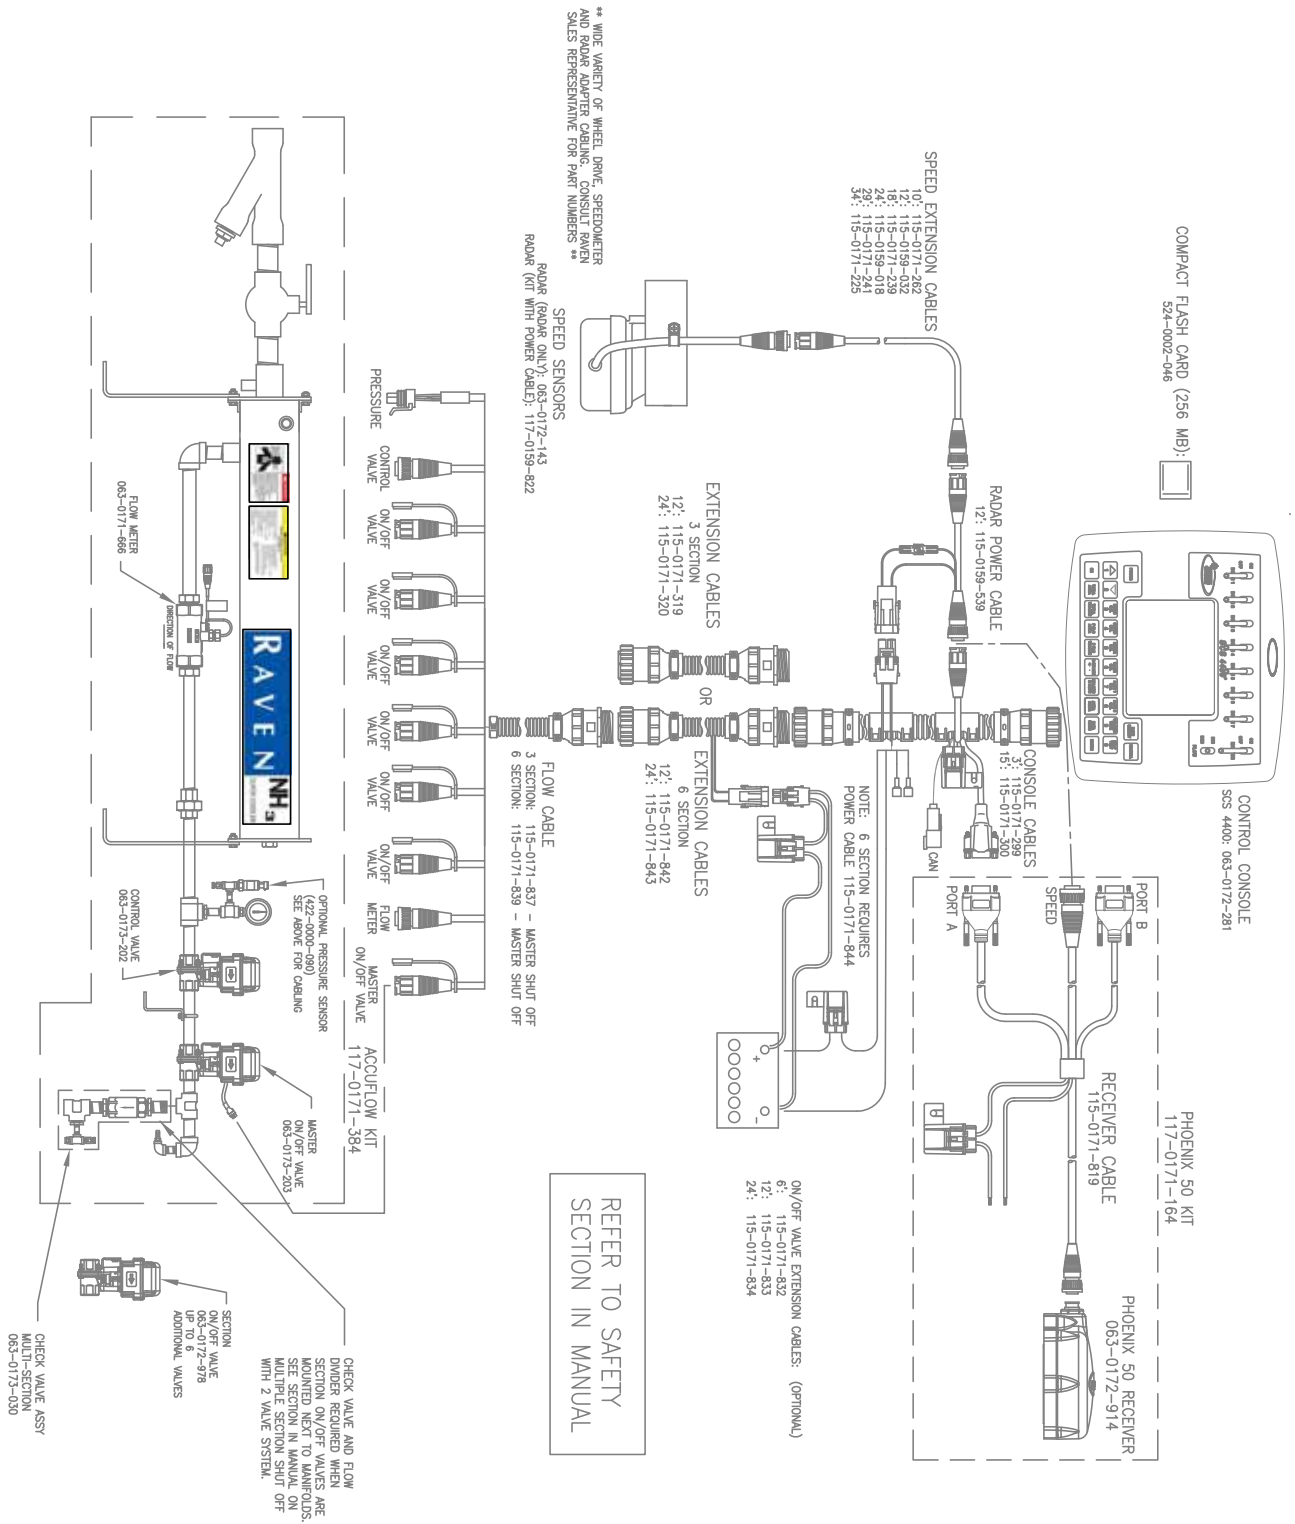 COMPACT FLASH CARD (256 MB):
524-0002-046
CONTROL CONSOLE
SCS 4400: 063-0172-281
PHOENIX 50 KIT
117-0171-164
PHOENIX 50 RECEIVER
063-0172-914
PORT B
SPEED
PORT A
RECEIVER CABLE
115-0171-819
CONSOLE CABLES
3': 115-0171-299
15': 115-0171-300
CAN
RADAR POWER CABLE
12': 115-0159-539
SPEED EXTENSION CABLES
10': 115-0171-262
12': 115-0159-032
18': 115-0171-239
24': 115-0159-018
29': 115-0171-241
34': 115-0171-225
NOTE: 6 SECTION REQUIRES
POWER CABLE 115-0171-844
+
-
ON/OFF VALVE EXTENSION CABLES: (OPTIONAL)
6': 115-0171-832
12': 115-0171-833
24': 115-0171-834
EXTENSION CABLES
3 SECTION
12': 115-0171-319
24': 115-0171-320
OR
EXTENSION CABLES
6 SECTION
12': 115-0171-842
24': 115-0171-843
** WIDE VARIETY OF WHEEL DRIVE, SPEEDOMETER
AND RADAR ADAPTER CABLING. CONSULT RAVEN
SALES REPRESENTATIVE FOR PART NUMBERS **
SPEED SENSORS
RADAR (RADAR ONLY): 063-0172-143
RADAR (KIT WITH POWER CABLE): 117-0159-822
FLOW CABLE
3 SECTION: 115-0171-837 - MASTER SHUT OFF
6 SECTION: 115-0171-839 - MASTER SHUT OFF
REFER TO SAFETY
SECTION IN MANUAL
PRESSURE
CONTROL
VALVE
ON/OFF
VALVE
ON/OFF
VALVE
ON/OFF
VALVE
ON/OFF
VALVE
ON/OFF
VALVE
ON/OFF
VALVE
FLOW
METER
MASTER
ON/OFF VALVE
ACCUFLOW KIT
117-0171-384
RAVEN
NH
3
FLOW METER
063-0171-666
DIRECTION OF FLOW
OPTIONAL PRESSURE SENSOR
(422-0000-090)
SEE ABOVE FOR CABLING
CONTROL VALVE
063-0173-202
MASTER
ON/OFF VALVE
063-0173-203
CHECK VALVE AND FLOW
DIVIDER REQUIRED WHEN
SECTION ON/OFF VALVES ARE
MOUNTED NEXT TO MANIFOLDS.
SEE SECTION IN MANUAL ON
MULTIPLE SECTION SHUT OFF
WITH 2 VALVE SYSTEM.
SECTION
ON/OFF VALVE
063-0172-978
UP TO 6
ADDITIONAL VALVES
CHECK VALVE ASSY
MULTI-SECTION
063-0173-030